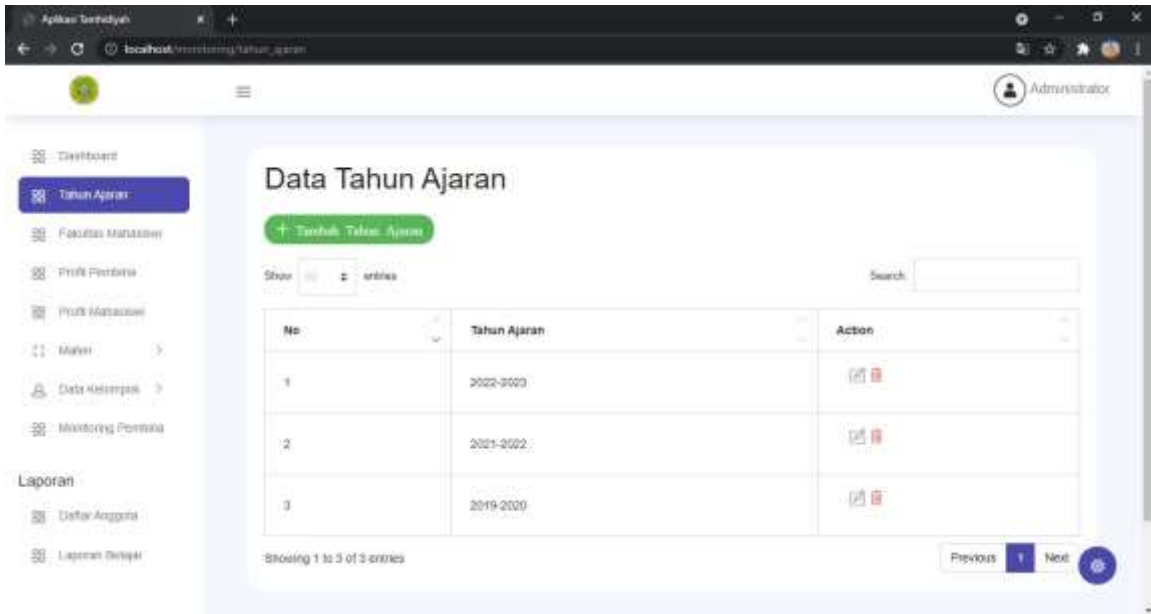 Aplikasi Tamhidiyah
localhost/monitoring/tahun_ajaran
Administrator
Dashboard
Tahun Ajaran
Fakultas Mahasiswi
Profil Pembina
Profil Mahasiswi
Materi
Data Kelompok
Monitoring Pembina
Laporan
Daftar Anggota
Laporan Belajar
Data Tahun Ajaran
+ Tambah Tahun Ajaran
Show entries
Search:
No Tahun Ajaran Action
1 2022-2023
2 2021-2022
3 2019-2020
Showing 1 to 3 of 3 entries
Previous 1 Next